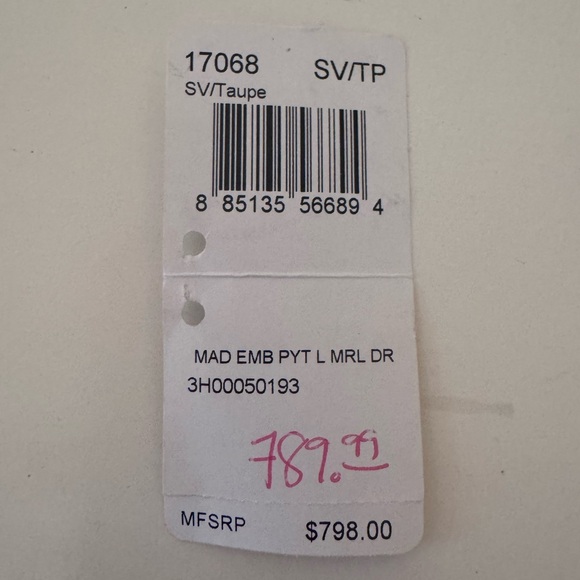 17068 SV/TP
SV/Taupe
8 85135 56689 4
MAD EMB PYT L MRL DR
3H00050193
789.99
MFSRP $798.00